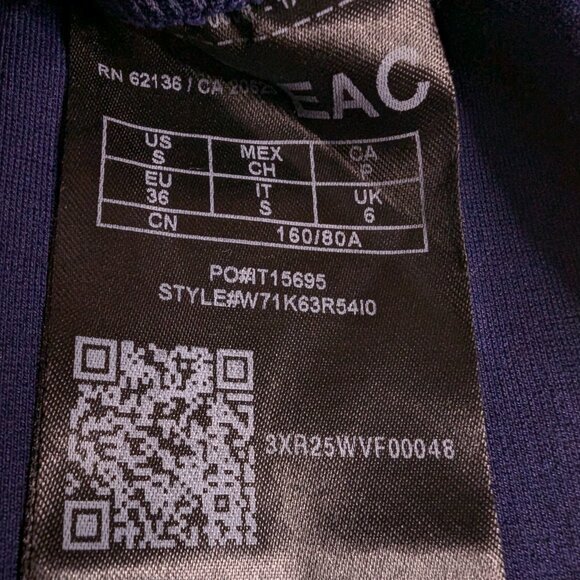 RN 62136 / CA
EAC
US MEX CA
S CH P
EU IT UK
36 S 6
CN 160/80A
PO#IT15695
STYLE#W71K63R54I0
3XR25WVF00048